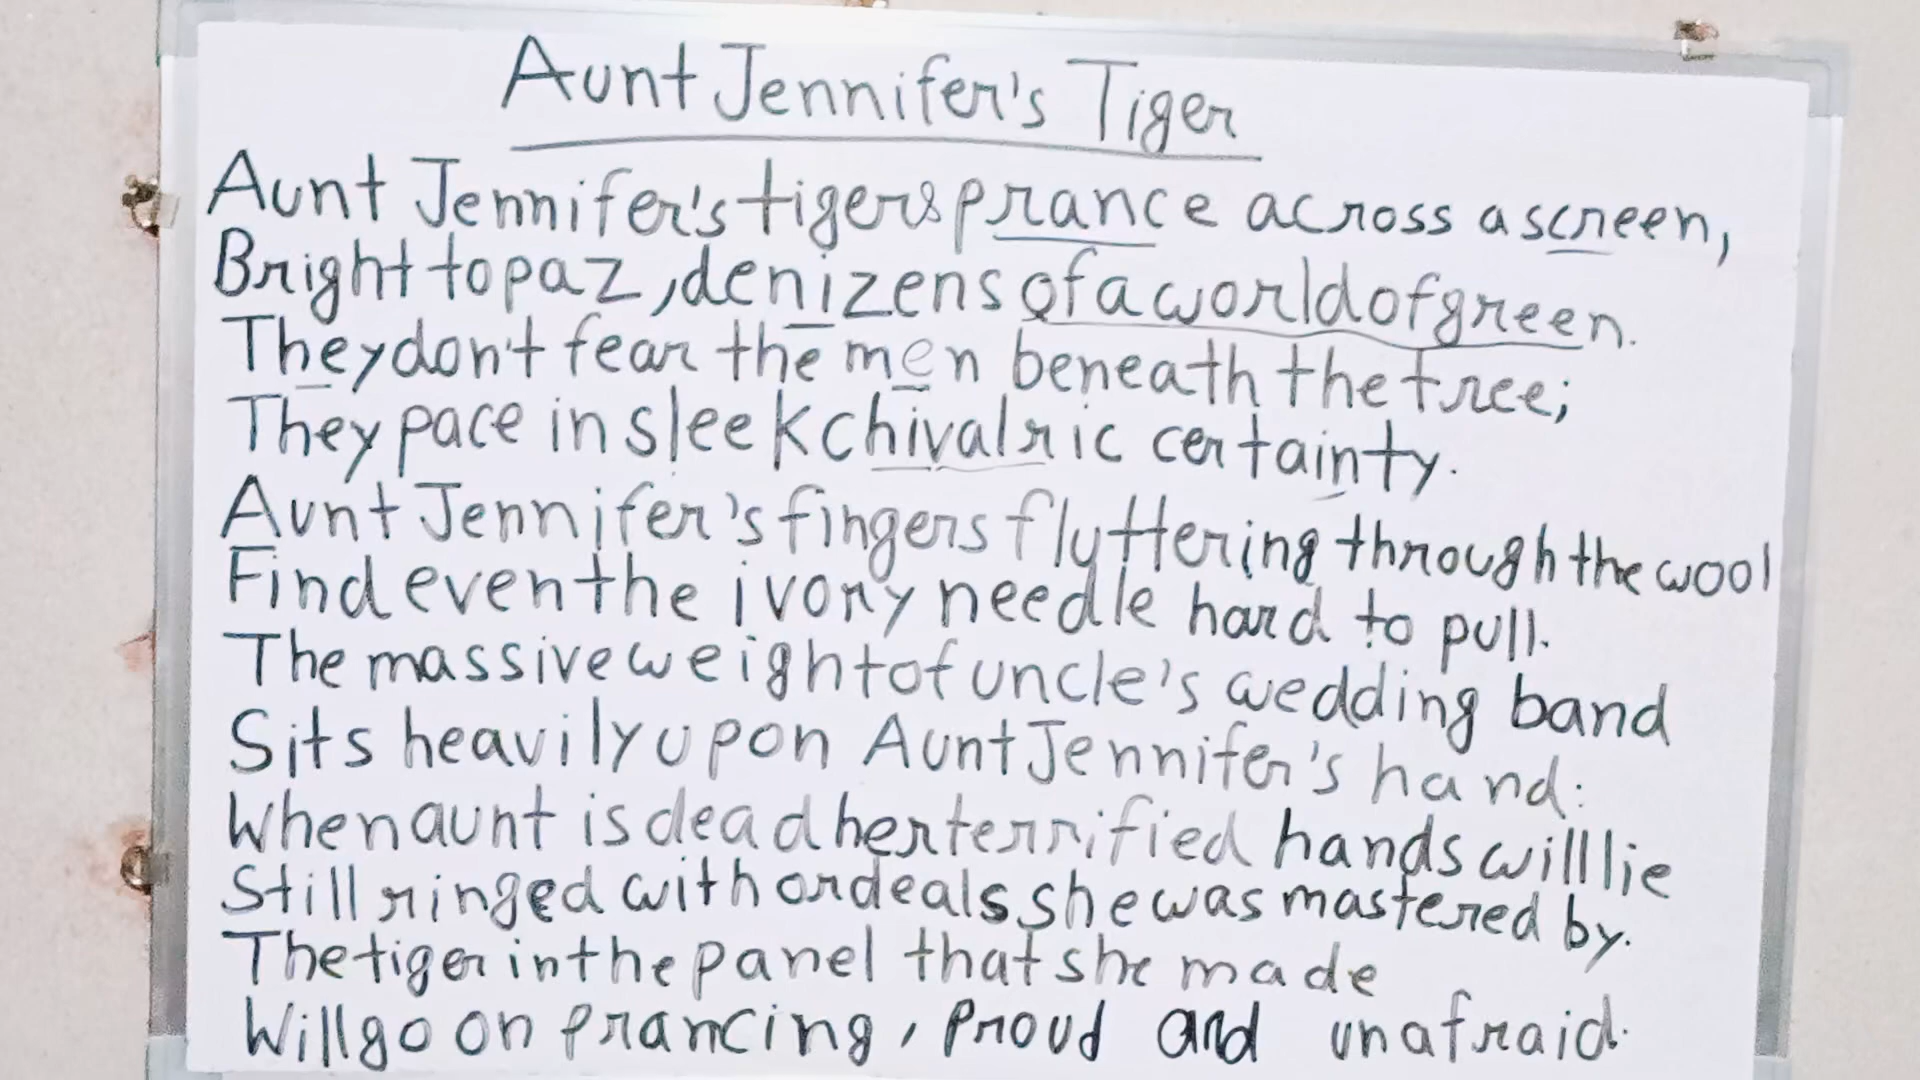 Aunt Jennifer's Tiger
Aunt Jennifer's tigers prance across a screen,
Bright topaz, denizens of a world of green.
They don't fear the men beneath the tree;
They pace in sleek chivalric certainty.
Aunt Jennifer's fingers fluttering through the wool
Find even the ivory needle hard to pull.
The massive weight of uncle's wedding band
Sits heavily upon Aunt Jennifer's hand:
When aunt is dead her terrified hands will lie
Still ringed with ordeals she was mastered by.
The tiger in the panel that she made
Will go on prancing, proud and unafraid.